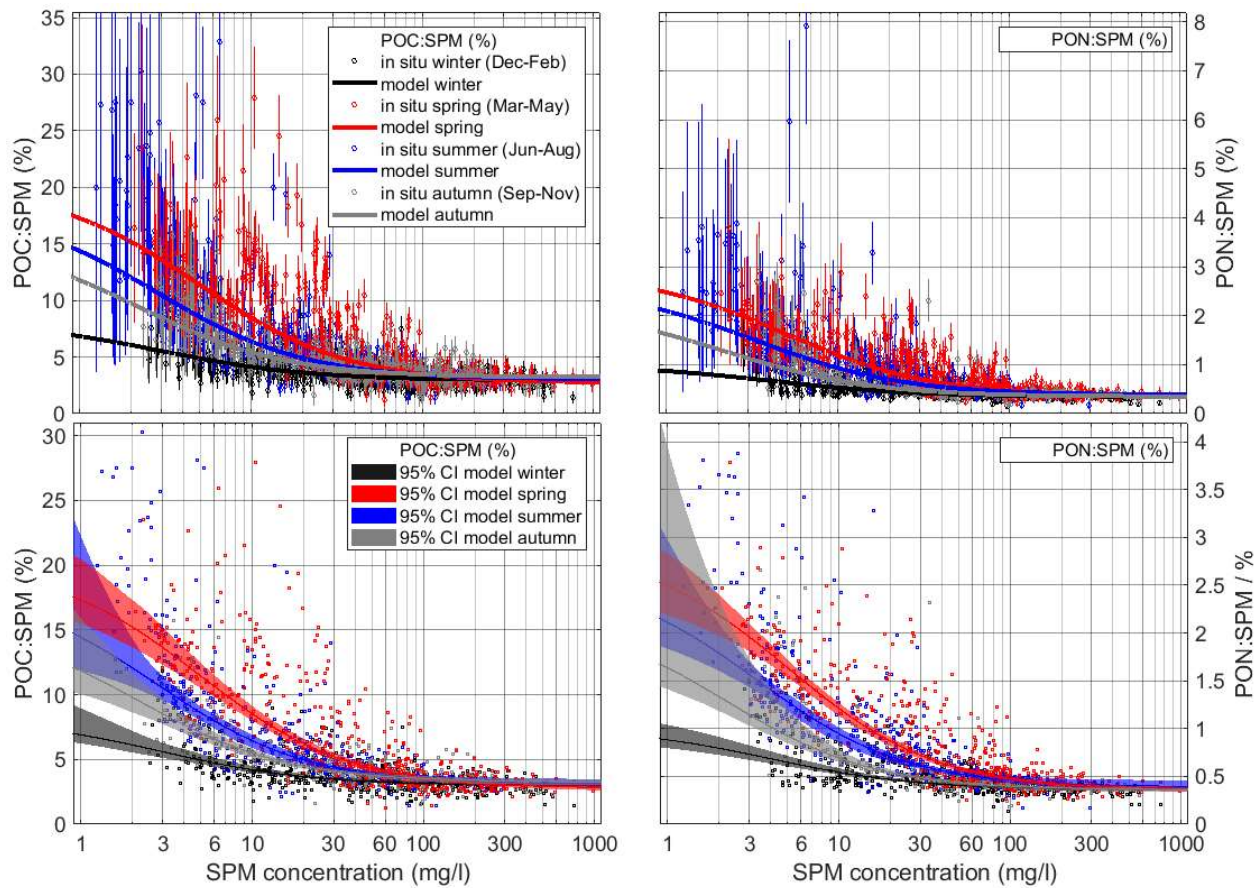 35
30
25
20
15
10
5
0
POC:SPM (%)
POC:SPM (%)
in situ winter (Dec-Feb)
model winter
in situ spring (Mar-May)
model spring
in situ summer (Jun-Aug)
model summer
in situ autumn (Sep-Nov)
model autumn
PON:SPM (%)
8
7
6
5
4
3
2
1
0
PON:SPM (%)
30
25
20
15
10
5
0
POC:SPM (%)
POC:SPM (%)
95% CI model winter
95% CI model spring
95% CI model summer
95% CI model autumn
1 3 6 10 30 60 100 300 1000
SPM concentration (mg/l)
PON:SPM (%)
4
3.5
3
2.5
2
1.5
1
0.5
0
PON:SPM / %
1 3 6 10 30 60 100 300 1000
SPM concentration (mg/l)